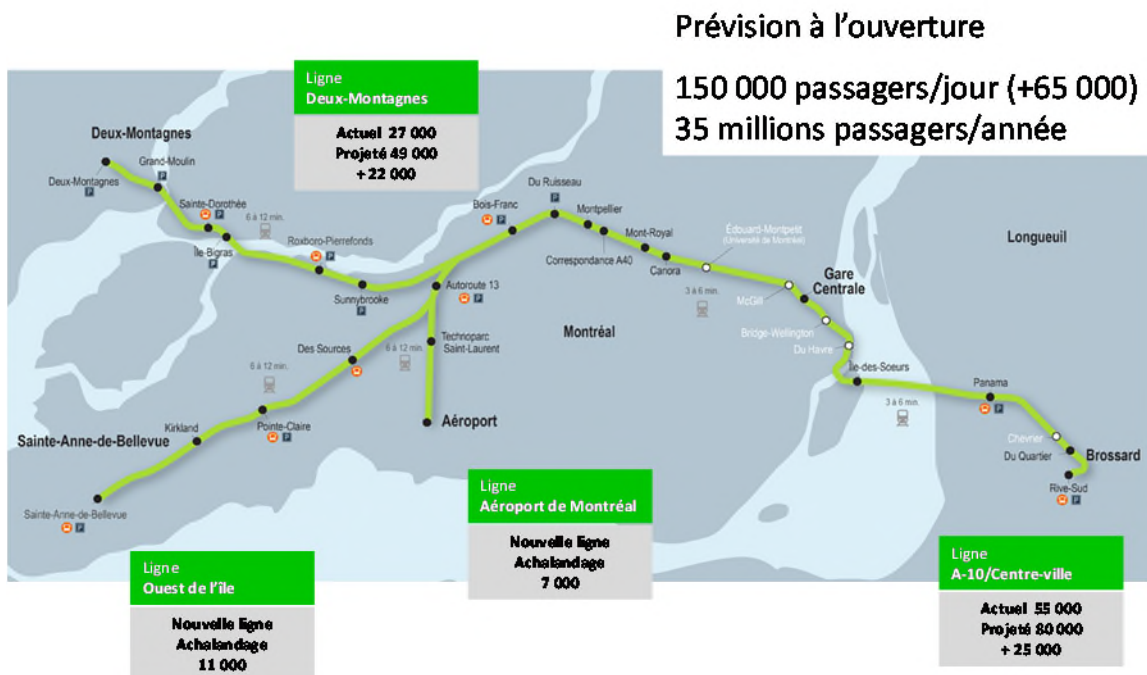 Prévision à l'ouverture
150 000 passagers/jour (+65 000)
35 millions passagers/année
Ligne
Deux-Montagnes
Actuel 27 000
Projeté 49 000
+ 22 000
Deux-Montagnes
Grand-Moulin
P
Deux-Montagnes
P
Sainte-Dorothée
P
6 à 12 min.
Île-Bigras
P
Roxboro-Pierrefonds
P
Sunnybrooke
P
Bois-Franc
P
Du Ruisseau
P
Montpellier
Correspondance A40
Mont-Royal
Canora
Édouard-Montpetit
(Université de Montréal)
Longueuil
3 à 6 min.
McGill
Gare
Centrale
Autoroute 13
P
Montréal
Bridge-Wellington
Du Havre
Technoparc
Saint-Laurent
Des Sources
6 à 12 min.
6 à 12 min.
Île-des-Soeurs
Panama
P
3 à 6 min.
Aéroport
Pointe-Claire
P
Kirkland
Sainte-Anne-de-Bellevue
Chevrier
Du Quartier
Brossard
Rive-Sud
P
Sainte-Anne-de-Bellevue
P
Ligne
Aéroport de Montréal
Nouvelle ligne
Achalandage
7 000
Ligne
Ouest de l'île
Nouvelle ligne
Achalandage
11 000
Ligne
A-10/Centre-ville
Actuel 55 000
Projeté 80 000
+ 25 000